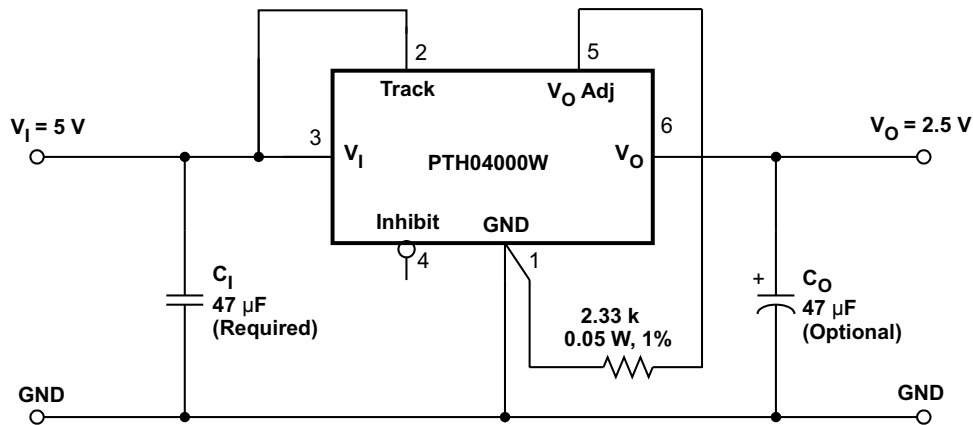 2
5
Track
V_O Adj
V_I = 5 V
3
6
V_O = 2.5 V
V_I
PTH04000W
V_O
Inhibit
GND
4
1
C_I
47 μF
(Required)
2.33 k
0.05 W, 1%
+
C_O
47 μF
(Optional)
GND
GND